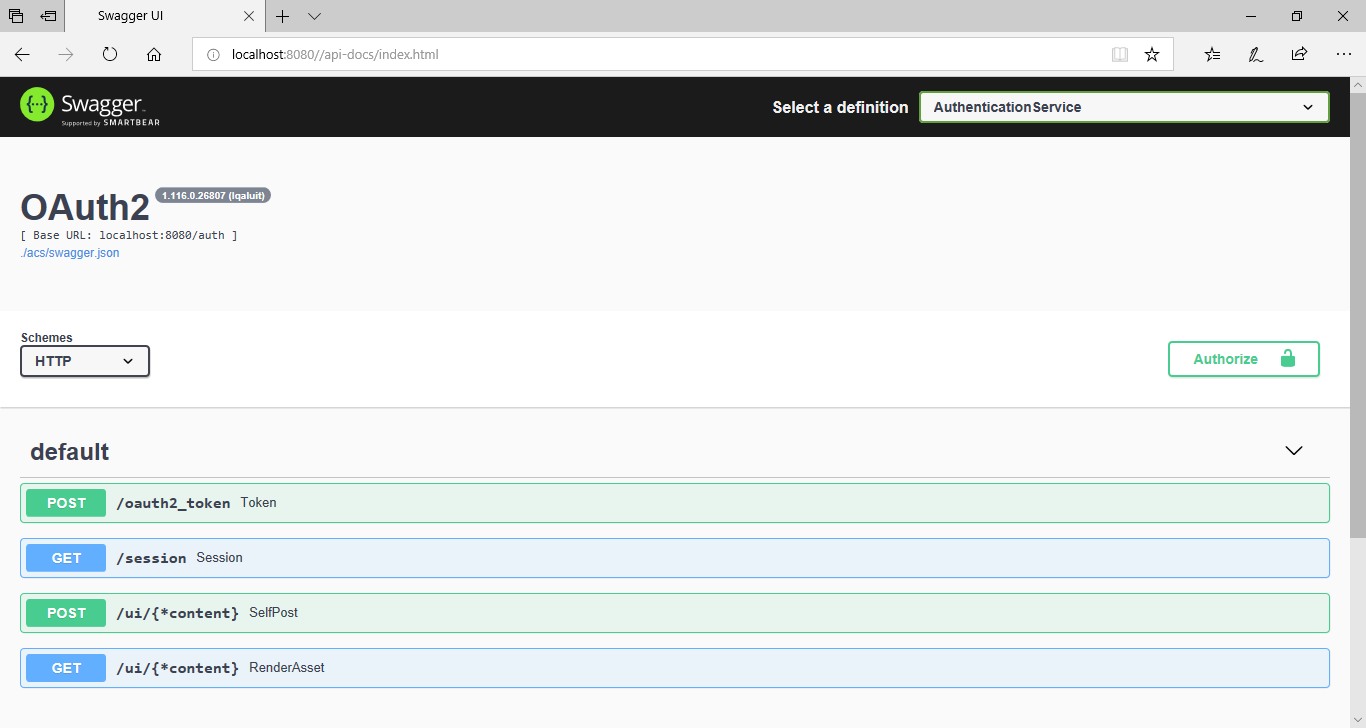 Swagger UI
localhost:8080//api-docs/index.html
Swagger
Supported by SMARTBEAR
Select a definition
AuthenticationService
OAuth2 1.116.0.26807 (lqaluit)
[ Base URL: localhost:8080/auth ]
./acs/swagger.json
Schemes
HTTP
Authorize
default
POST /oauth2_token Token
GET /session Session
POST /ui/{*content} SelfPost
GET /ui/{*content} RenderAsset